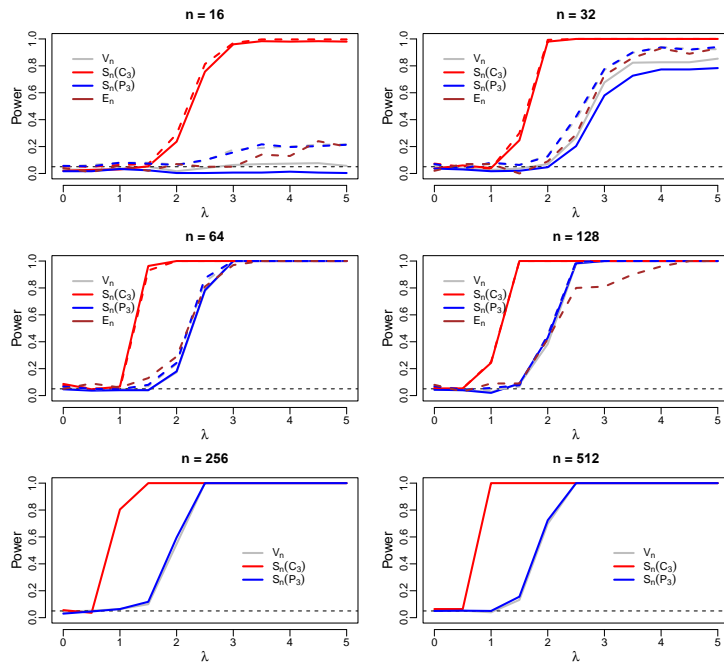 n = 16
Power
0.0 0.2 0.4 0.6 0.8 1.0
V_n
S_n(C_3)
S_n(P_3)
E_n
0 1 2 3 4 5
λ
n = 32
Power
0.0 0.2 0.4 0.6 0.8 1.0
V_n
S_n(C_3)
S_n(P_3)
E_n
0 1 2 3 4 5
λ
n = 64
Power
0.0 0.2 0.4 0.6 0.8 1.0
V_n
S_n(C_3)
S_n(P_3)
E_n
0 1 2 3 4 5
λ
n = 128
Power
0.0 0.2 0.4 0.6 0.8 1.0
V_n
S_n(C_3)
S_n(P_3)
E_n
0 1 2 3 4 5
λ
n = 256
Power
0.0 0.2 0.4 0.6 0.8 1.0
V_n
S_n(C_3)
S_n(P_3)
0 1 2 3 4 5
λ
n = 512
Power
0.0 0.2 0.4 0.6 0.8 1.0
V_n
S_n(C_3)
S_n(P_3)
0 1 2 3 4 5
λ